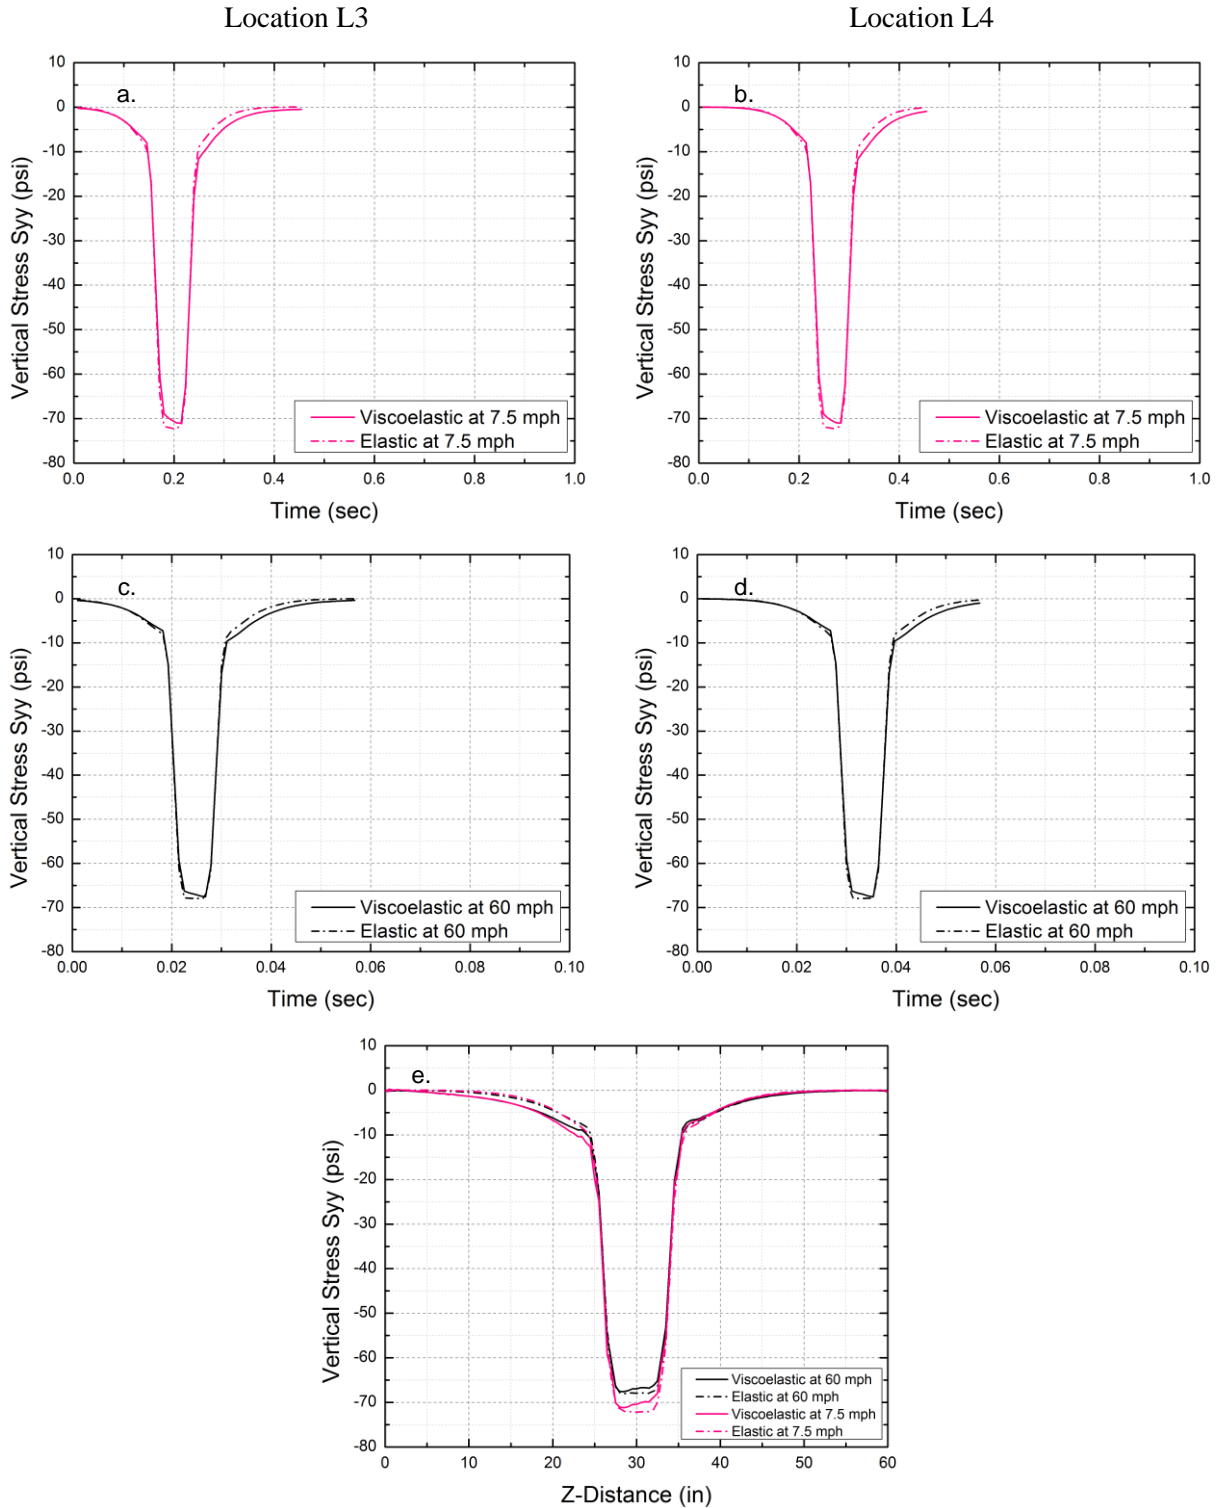 Location L3
Location L4
a.
10
0
-10
-20
-30
-40
-50
-60
-70
-80
Vertical Stress Syy (psi)
Viscoelastic at 7.5 mph
Elastic at 7.5 mph
0.0 0.2 0.4 0.6 0.8 1.0
Time (sec)
b.
10
0
-10
-20
-30
-40
-50
-60
-70
-80
Vertical Stress Syy (psi)
Viscoelastic at 7.5 mph
Elastic at 7.5 mph
0.0 0.2 0.4 0.6 0.8 1.0
Time (sec)
c.
10
0
-10
-20
-30
-40
-50
-60
-70
-80
Vertical Stress Syy (psi)
Viscoelastic at 60 mph
Elastic at 60 mph
0.00 0.02 0.04 0.06 0.08 0.10
Time (sec)
d.
10
0
-10
-20
-30
-40
-50
-60
-70
-80
Vertical Stress Syy (psi)
Viscoelastic at 60 mph
Elastic at 60 mph
0.00 0.02 0.04 0.06 0.08 0.10
Time (sec)
e.
10
0
-10
-20
-30
-40
-50
-60
-70
-80
Vertical Stress Syy (psi)
Viscoelastic at 60 mph
Elastic at 60 mph
Viscoelastic at 7.5 mph
Elastic at 7.5 mph
0 10 20 30 40 50 60
Z-Distance (in)